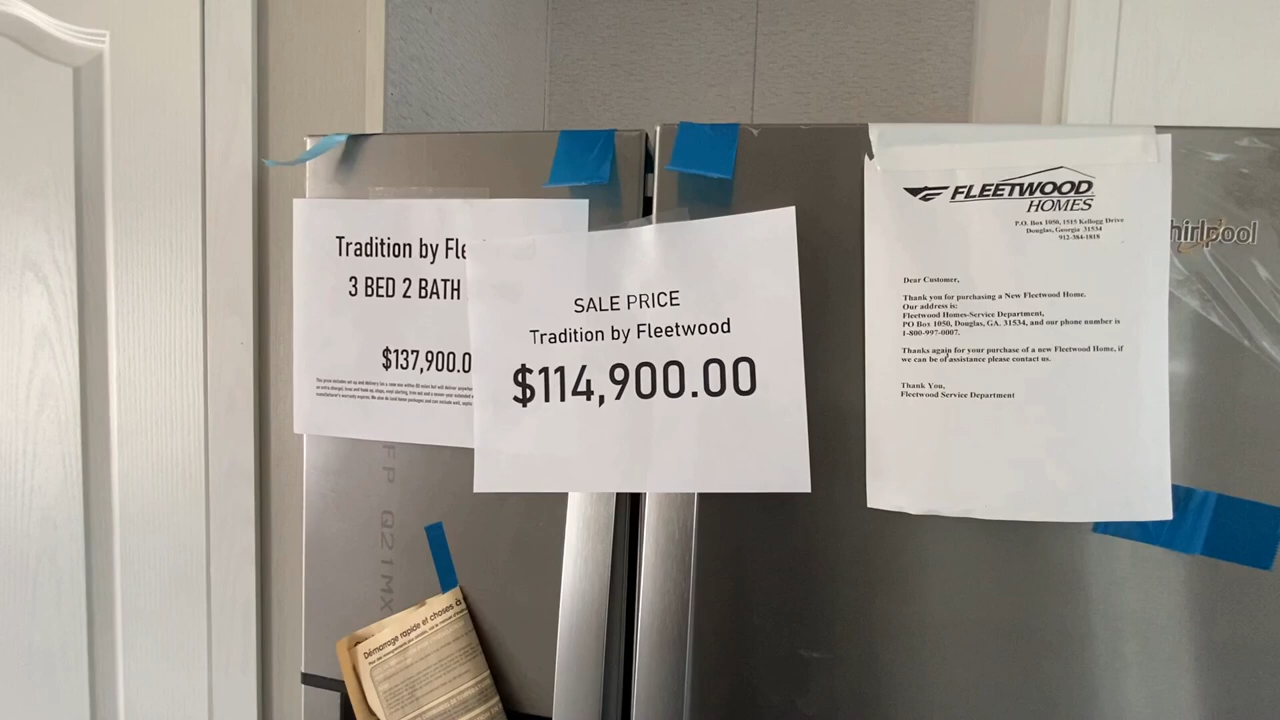 Tradition by Fle
3 BED 2 BATH
$137,900.0
SALE PRICE
Tradition by Fleetwood
$114,900.00
FLEETWOOD
HOMES
P.O. Box 1050, 1515 Kellogg Drive
Douglas, Georgia 31534
912-384-1818
Dear Customer,
Thank you for purchasing a New Fleetwood Home.
Our address is:
Fleetwood Homes-Service Department,
PO Box 1050, Douglas, GA. 31534, and our phone number is
1-800-997-0007.
Thanks again for your purchase of a new Fleetwood Home, if
we can be of assistance please contact us.
Thank You,
Fleetwood Service Department
hirlpool
FP G21MX
Démarrage rapide et choses à